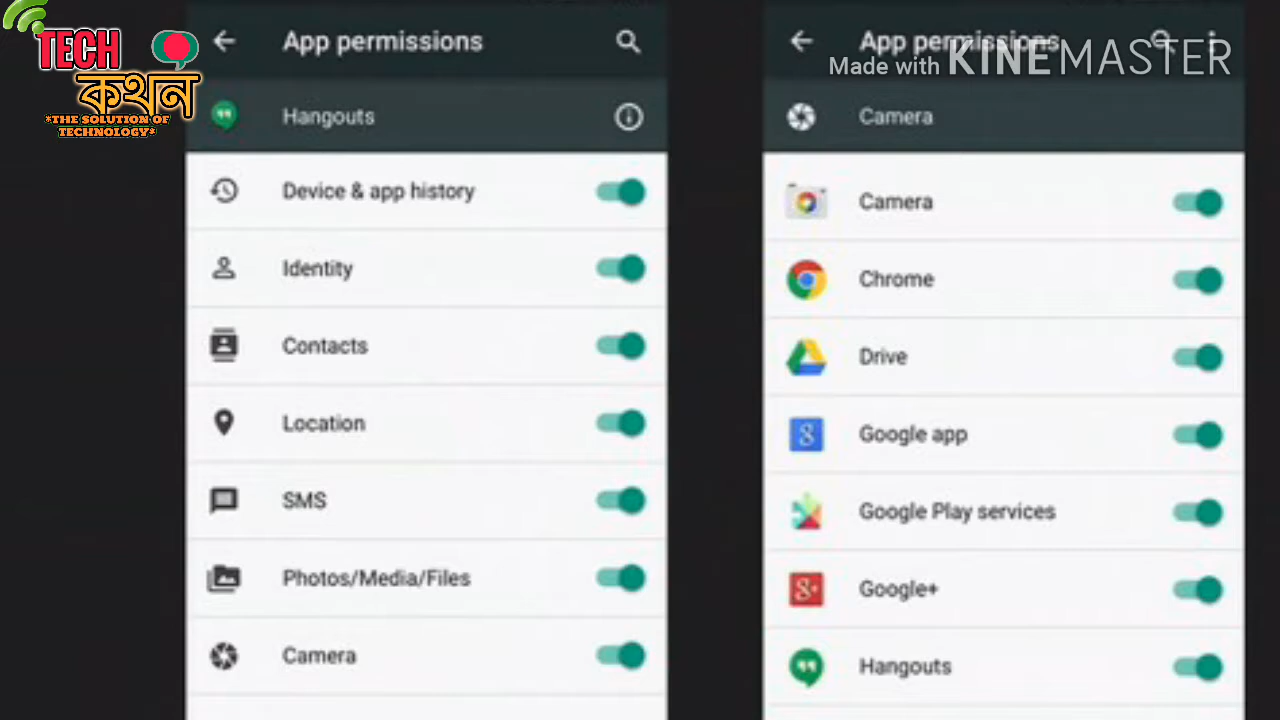 TECH
কথন
*THE SOLUTION OF
TECHNOLOGY*
App permissions
Hangouts
Device & app history
Identity
Contacts
Location
SMS
Photos/Media/Files
Camera
App permissions
Made with KINEMASTER
Camera
Camera
Chrome
Drive
Google app
Google Play services
Google+
Hangouts